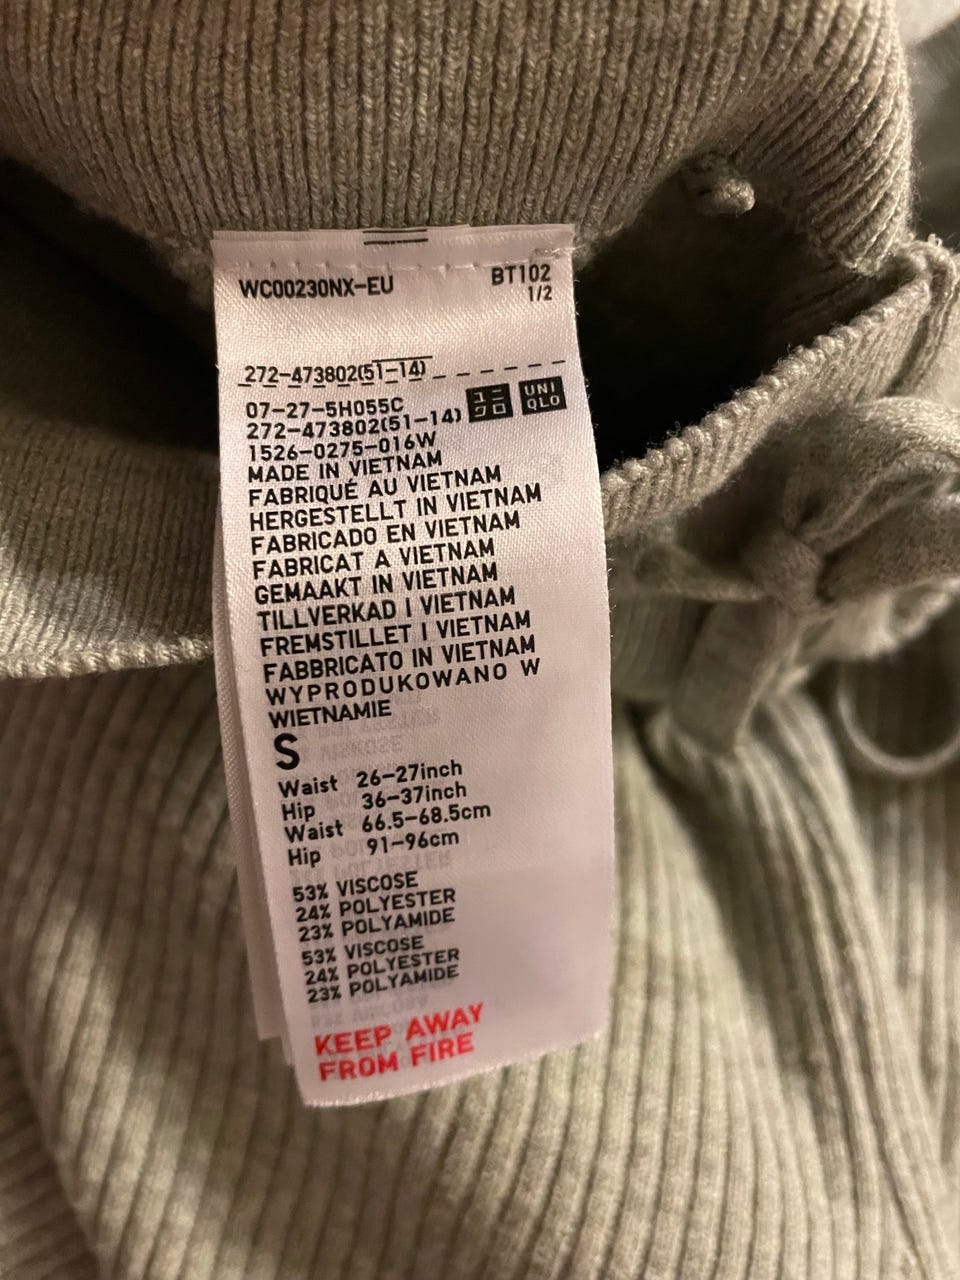 WC00230NX-EU
BT102
1/2
272-473802(51-14)
07-27-5H055C
272-473802(51-14)
ユニ
クロ
UNI
QLO
1526-0275-016W
MADE IN VIETNAM
FABRIQUÉ AU VIETNAM
HERGESTELLT IN VIETNAM
FABRICADO EN VIETNAM
FABRICAT A VIETNAM
GEMAAKT IN VIETNAM
TILLVERKAD I VIETNAM
FREMSTILLET I VIETNAM
FABBRICATO IN VIETNAM
WYPRODUKOWANO W
WIETNAMIE
S
Waist 26-27inch
Hip 36-37inch
Waist 66.5-68.5cm
Hip 91-96cm
53% VISCOSE
24% POLYESTER
23% POLYAMIDE
53% VISCOSE
24% POLYESTER
23% POLYAMIDE
KEEP AWAY
FROM FIRE